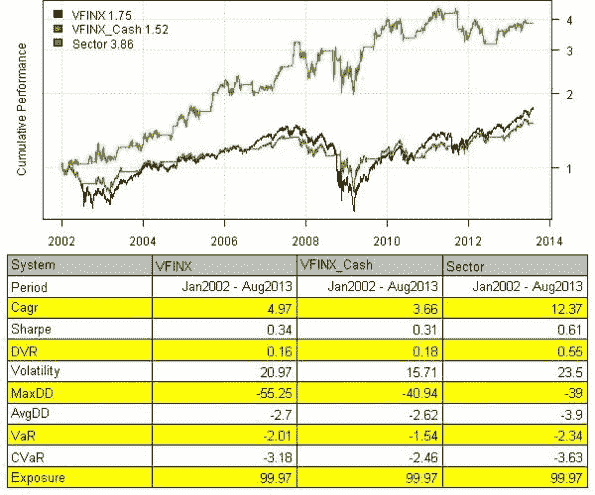 VFINX 1.75
VFINX_Cash 1.52
Sector 3.86
Cumulative Performance
4
3
2
1
2002 2004 2006 2008 2010 2012 2014
System VFINX VFINX_Cash Sector
Period Jan2002 - Aug2013 Jan2002 - Aug2013 Jan2002 - Aug2013
Cagr 4.97 3.66 12.37
Sharpe 0.34 0.31 0.61
DVR 0.16 0.18 0.55
Volatility 20.97 15.71 23.5
MaxDD -55.25 -40.94 -39
AvgDD -2.7 -2.62 -3.9
VaR -2.01 -1.54 -2.34
CVaR -3.18 -2.46 -3.63
Exposure 99.97 99.97 99.97